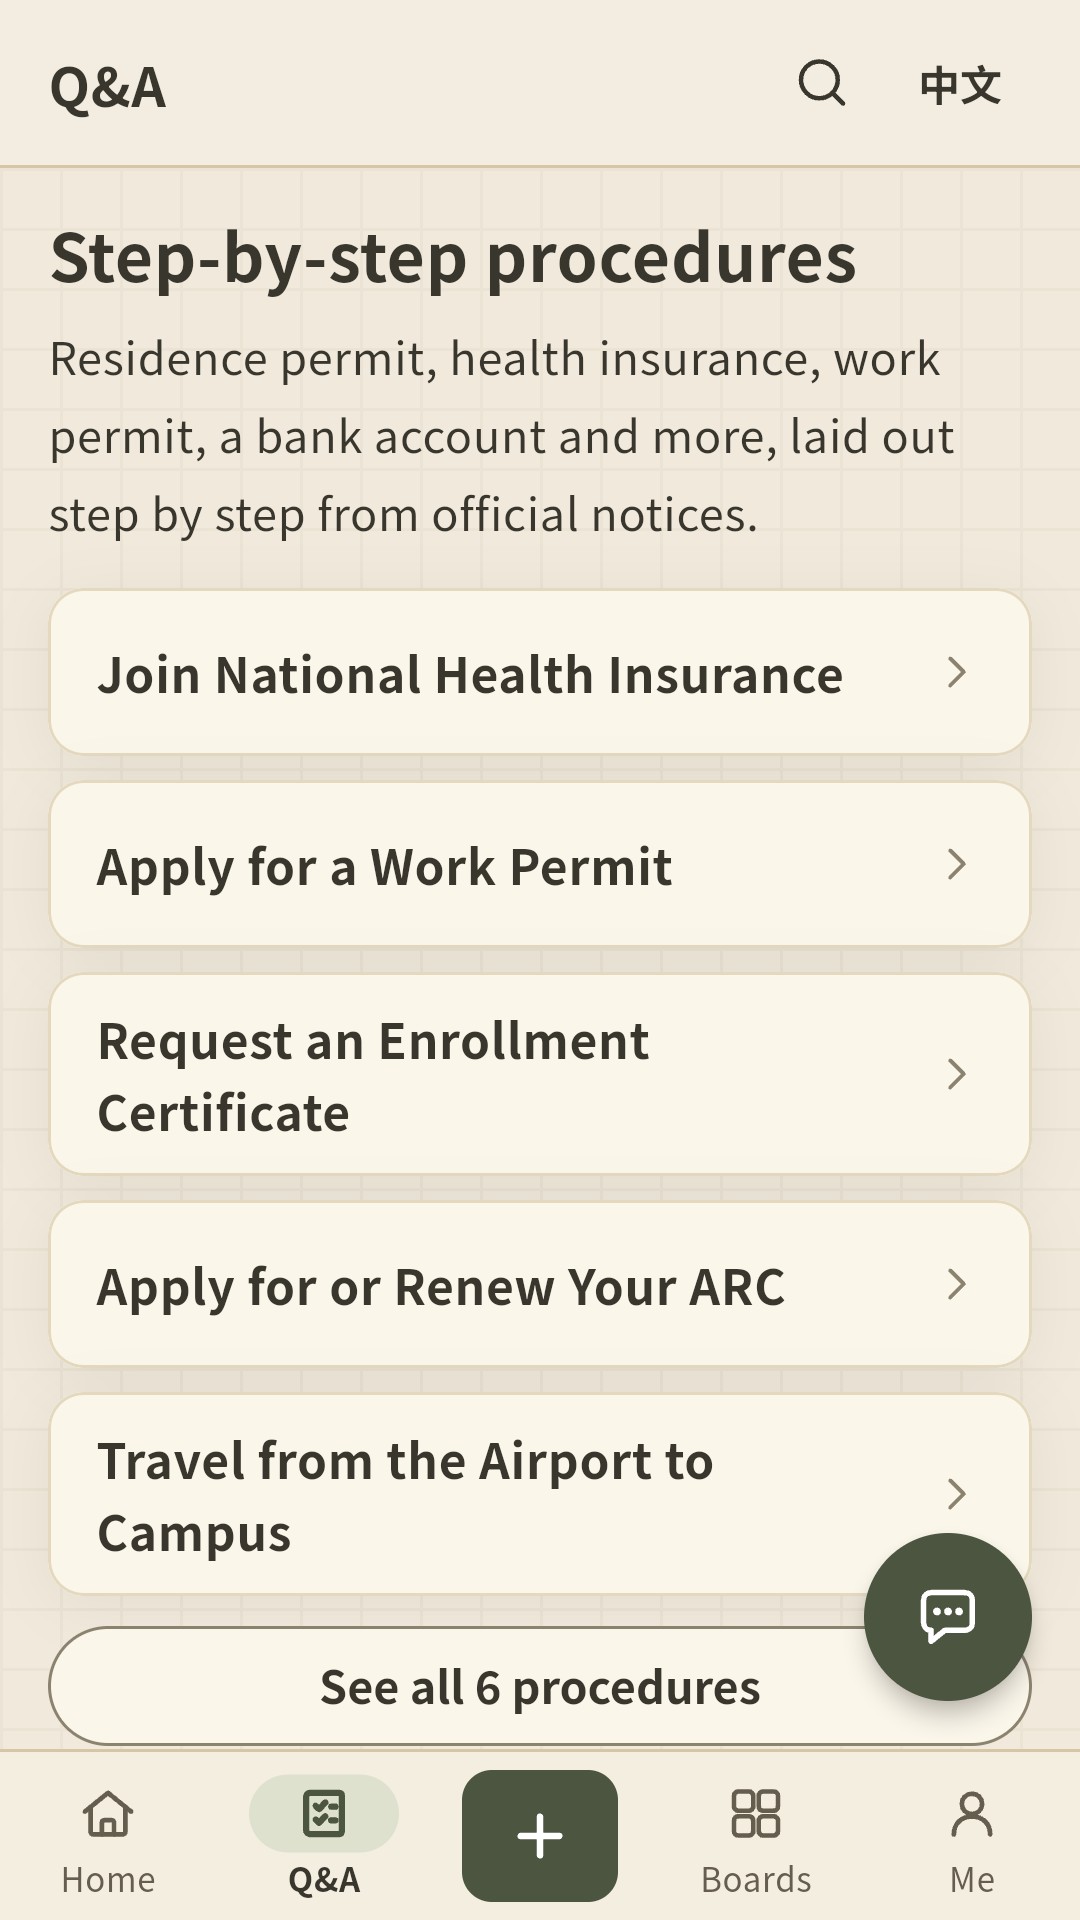 Q&A
中文
Step-by-step procedures
Residence permit, health insurance, work
permit, a bank account and more, laid out
step by step from official notices.
Join National Health Insurance
Apply for a Work Permit
Request an Enrollment
Certificate
Apply for or Renew Your ARC
Travel from the Airport to
Campus
See all 6 procedures
Home
Q&A
Boards
Me